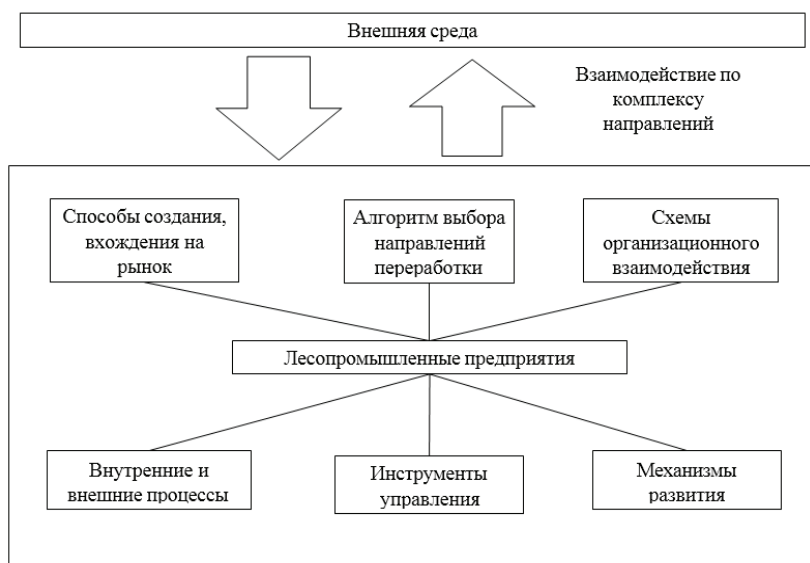 Внешняя среда
Взаимодействие по
комплексу
направлений
Способы создания,
вхождения на
рынок
Алгоритм выбора
направлений
переработки
Схемы
организационного
взаимодействия
Лесопромышленные предприятия
Внутренние и
внешние процессы
Инструменты
управления
Механизмы
развития